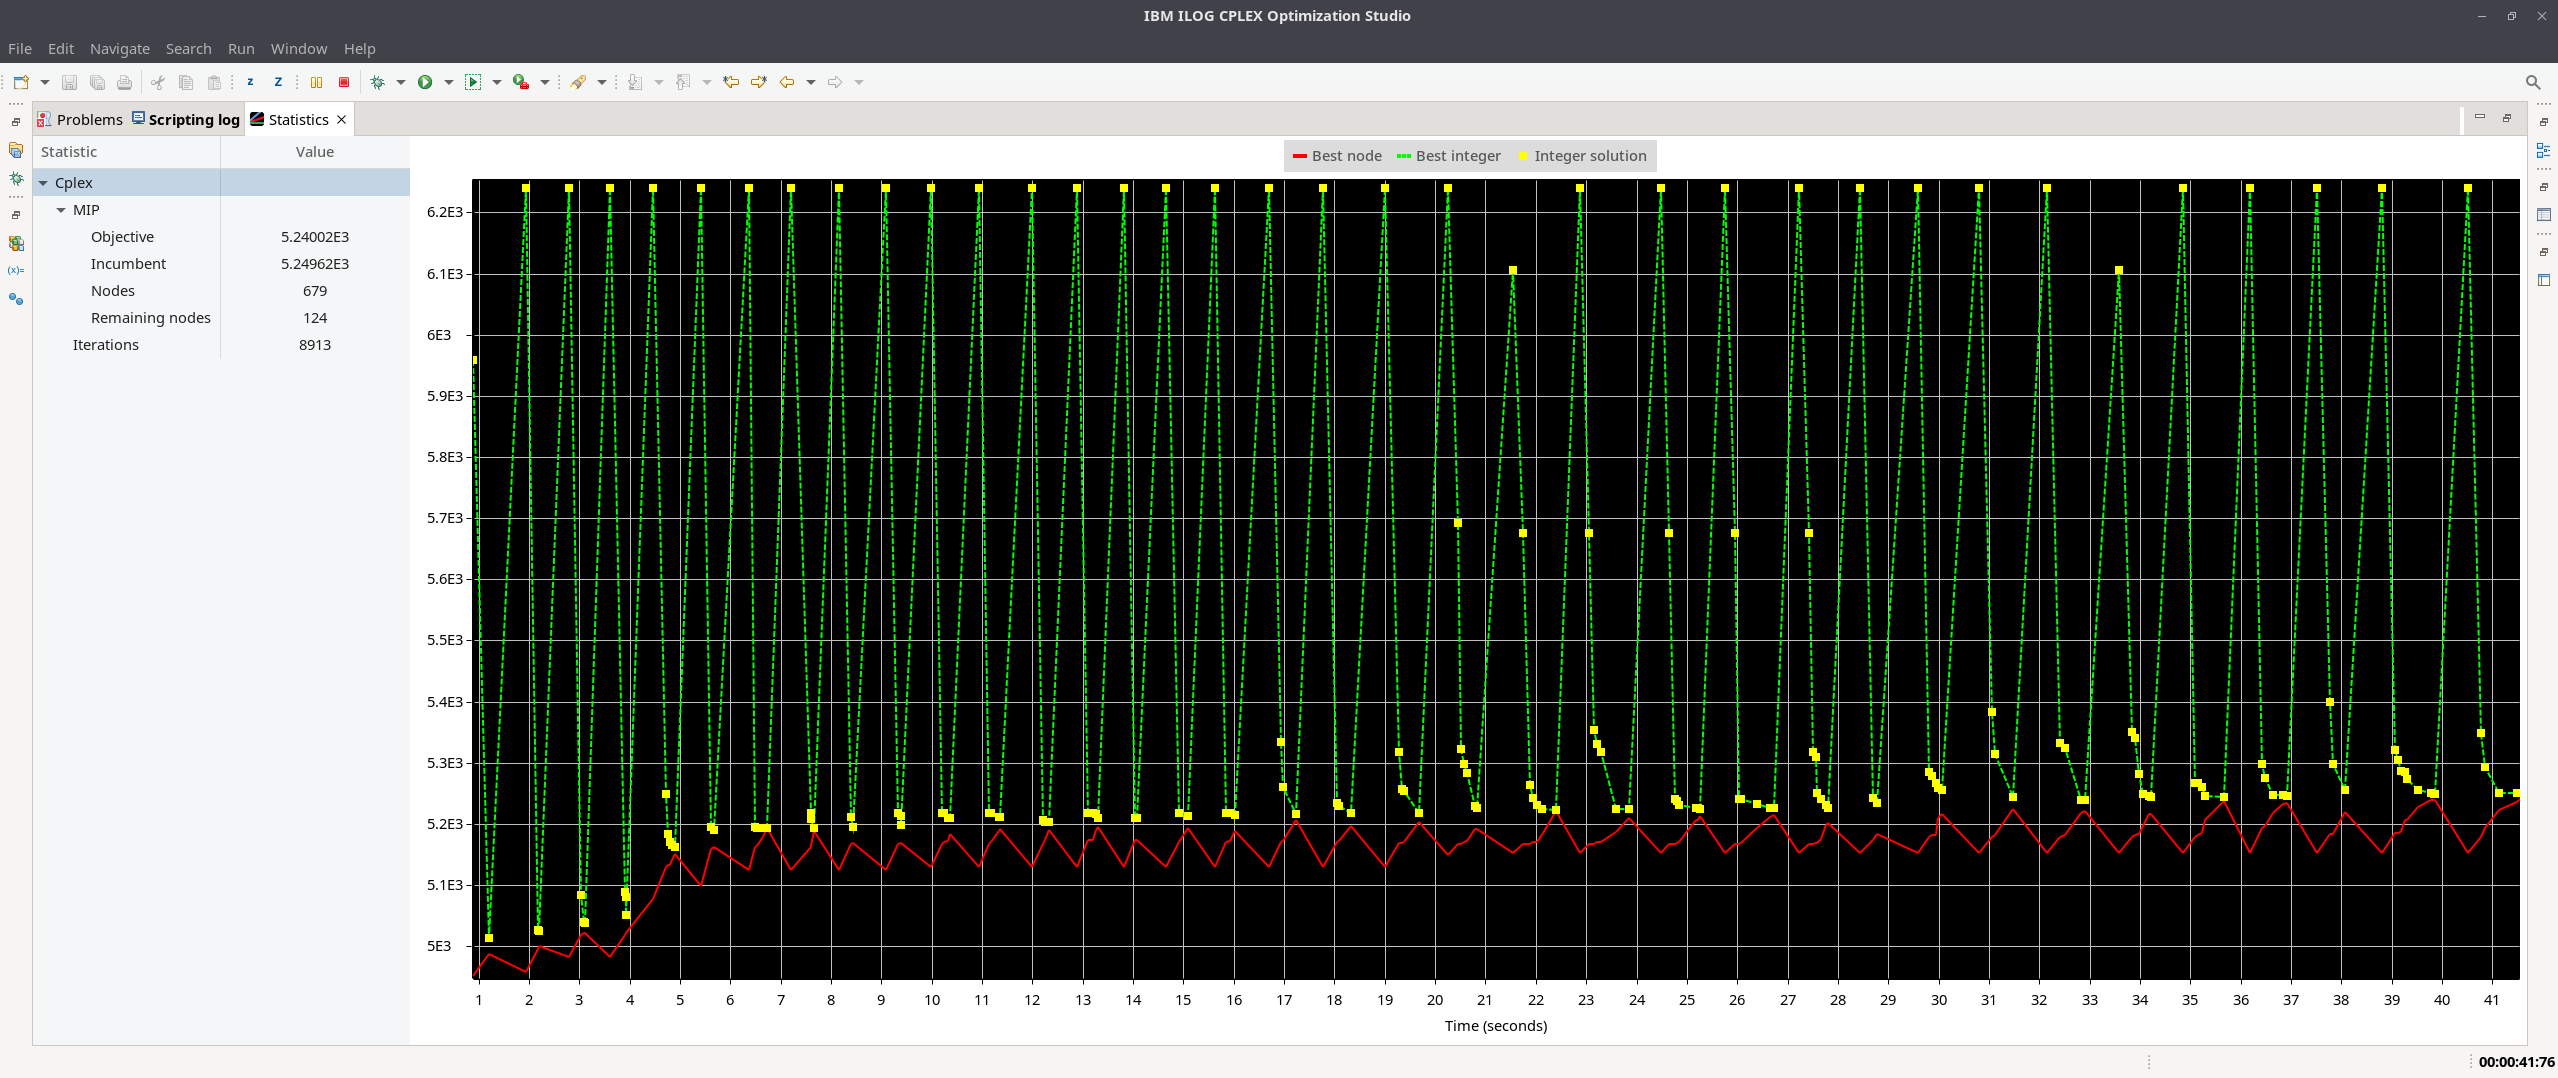 IBM ILOG CPLEX Optimization Studio
File Edit Navigate Search Run Window Help
z Z
Problems Scripting log Statistics
Statistic Value
Cplex
MIP
Objective 5.24002E3
Incumbent 5.24962E3
Nodes 679
Remaining nodes 124
Iterations 8913
(x)=
Best node Best integer Integer solution
6.2E3
6.1E3
6E3
5.9E3
5.8E3
5.7E3
5.6E3
5.5E3
5.4E3
5.3E3
5.2E3
5.1E3
5E3
1 2 3 4 5 6 7 8 9 10 11 12 13 14 15 16 17 18 19 20 21 22 23 24 25 26 27 28 29 30 31 32 33 34 35 36 37 38 39 40 41
Time (seconds)
00:00:41:76